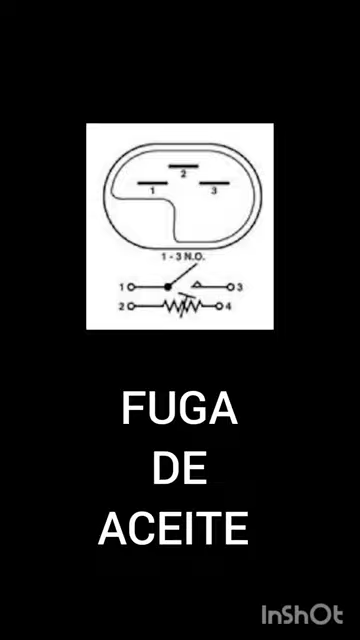 2
1 3
1 - 3 N.O.
1 3
2 4
FUGA
DE
ACEITE
InShOt